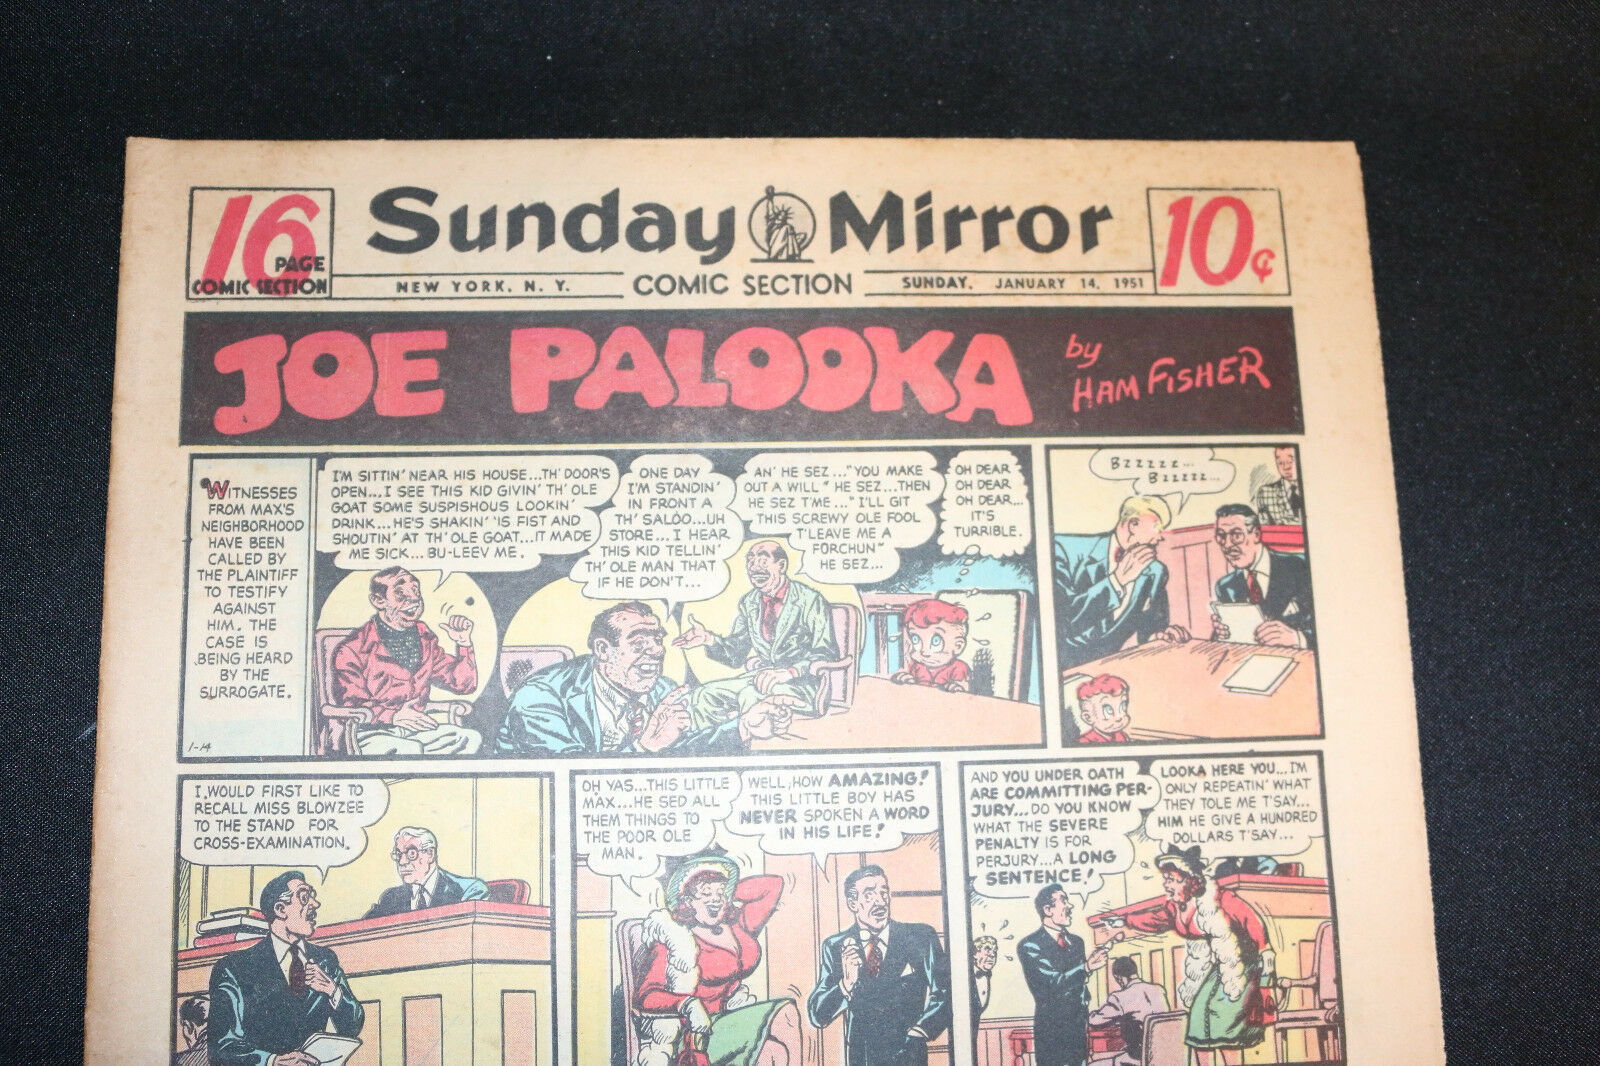 16
PAGE
COMIC SECTION
Sunday Mirror
NEW YORK, N. Y.
COMIC SECTION
SUNDAY, JANUARY 14, 1951
10¢
JOE PALOOKA
by
HAM FISHER
WITNESSES
FROM MAX'S
NEIGHBORHOOD
HAVE BEEN
CALLED BY
THE PLAINTIFF
TO TESTIFY
AGAINST
HIM. THE
CASE IS
BEING HEARD
BY THE
SURROGATE.
1-14
I'M SITTIN' NEAR HIS HOUSE...TH' DOOR'S
OPEN...I SEE THIS KID GIVIN' TH' OLE
GOAT SOME SUSPISHOUS LOOKIN'
DRINK...HE'S SHAKIN' 'IS FIST AND
SHOUTIN' AT TH' OLE GOAT...IT MADE
ME SICK... BU-LEEV ME.
ONE DAY
I'M STANDIN'
IN FRONT A
TH' SALOO...UH
STORE... I HEAR
THIS KID TELLIN'
TH' OLE MAN THAT
IF HE DON'T...
AN' HE SEZ..."YOU MAKE
OUT A WILL" HE SEZ...THEN
HE SEZ T'ME..."I'LL GIT
THIS SCREWY OLE FOOL
T'LEAVE ME A
FORCHUN"
HE SEZ...
OH DEAR
OH DEAR
OH DEAR...
IT'S
TURRIBLE.
BZZZZZ...
BZZZZZ...
I WOULD FIRST LIKE TO
RECALL MISS BLOWZEE
TO THE STAND FOR
CROSS-EXAMINATION.
OH YAS...THIS LITTLE
MAX...HE SED ALL
THEM THINGS TO
THE POOR OLE
MAN.
WELL, HOW AMAZING!
THIS LITTLE BOY HAS
NEVER SPOKEN A WORD
IN HIS LIFE!
AND YOU UNDER OATH
ARE COMMITTING PER-
JURY...DO YOU KNOW
WHAT THE SEVERE
PENALTY IS FOR
PERJURY...A LONG
SENTENCE!
LOOKA HERE YOU...I'M
ONLY REPEATIN' WHAT
THEY TOLE ME T'SAY...
HIM HE GIVE A HUNDRED
DOLLARS T'SAY...